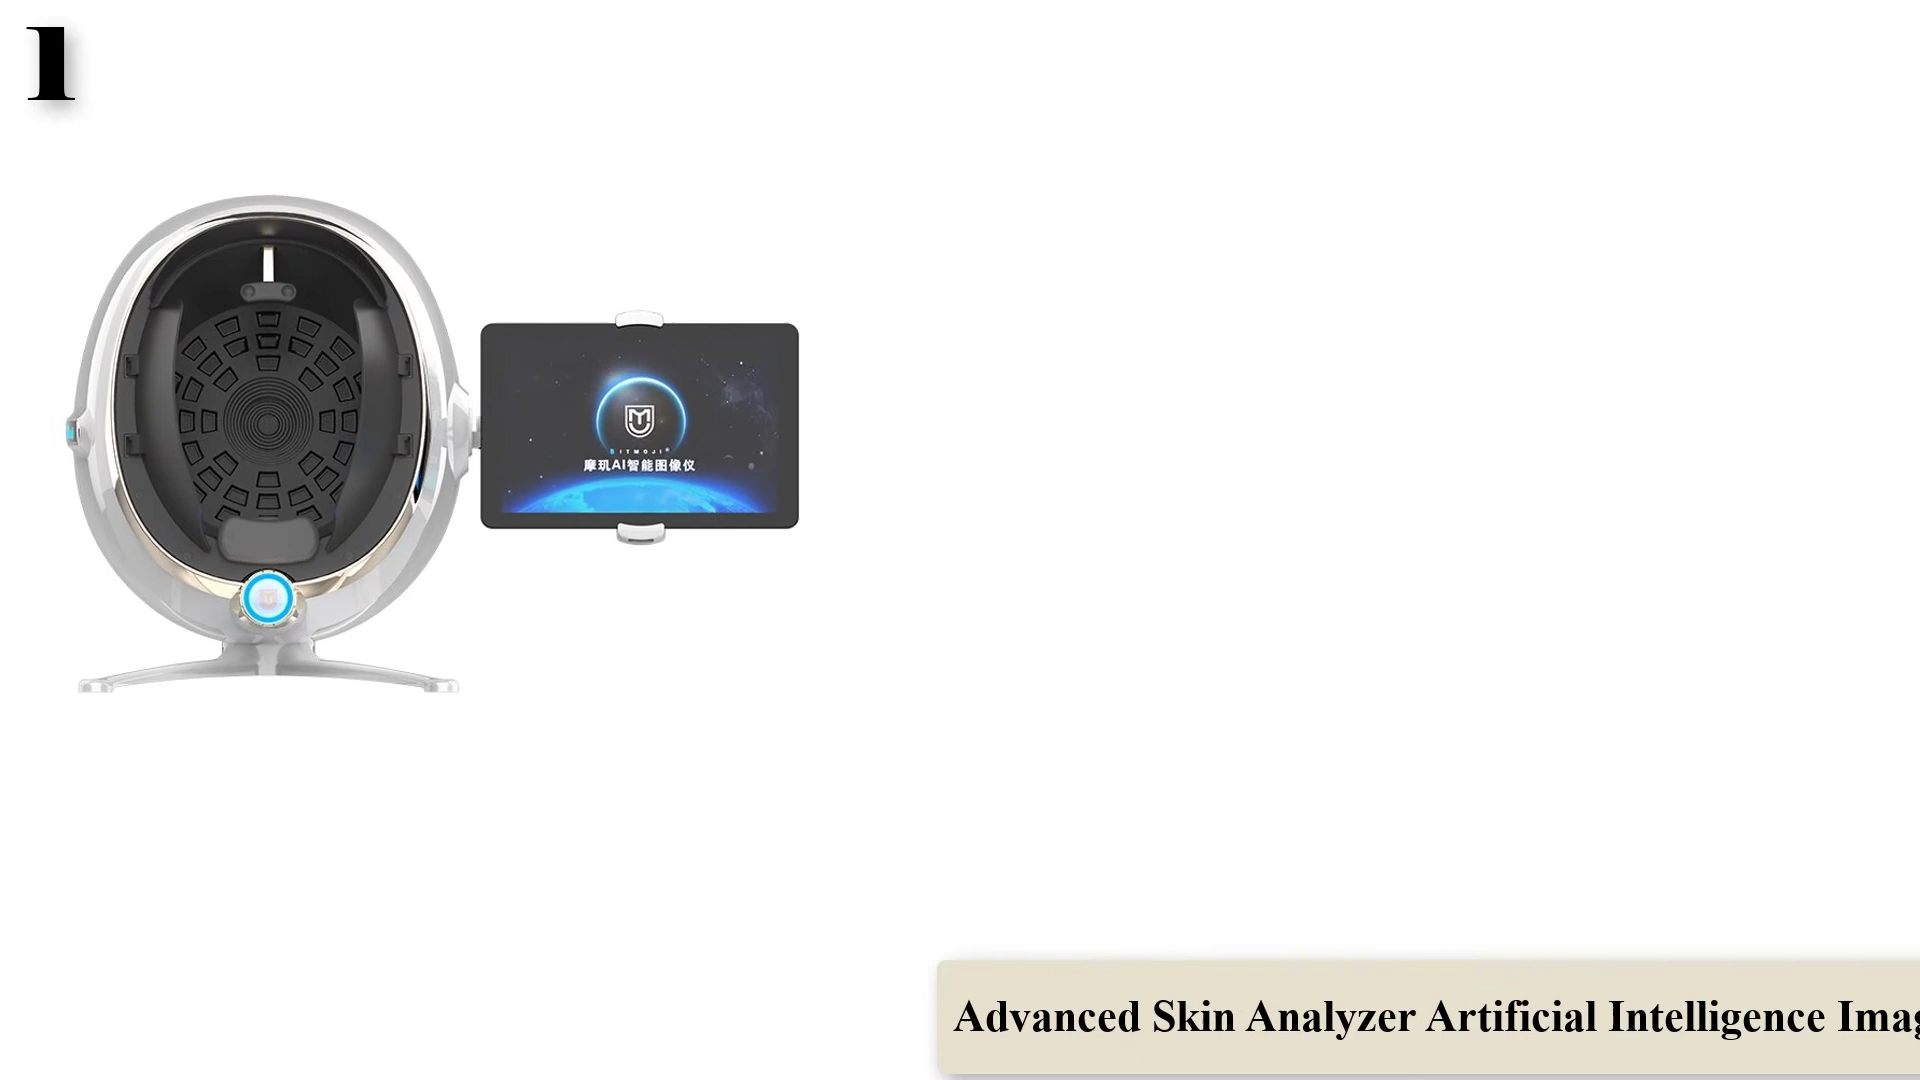 1
BITMOJI®
摩玑AI智能图像仪
Advanced Skin Analyzer Artificial Intelligence Imag